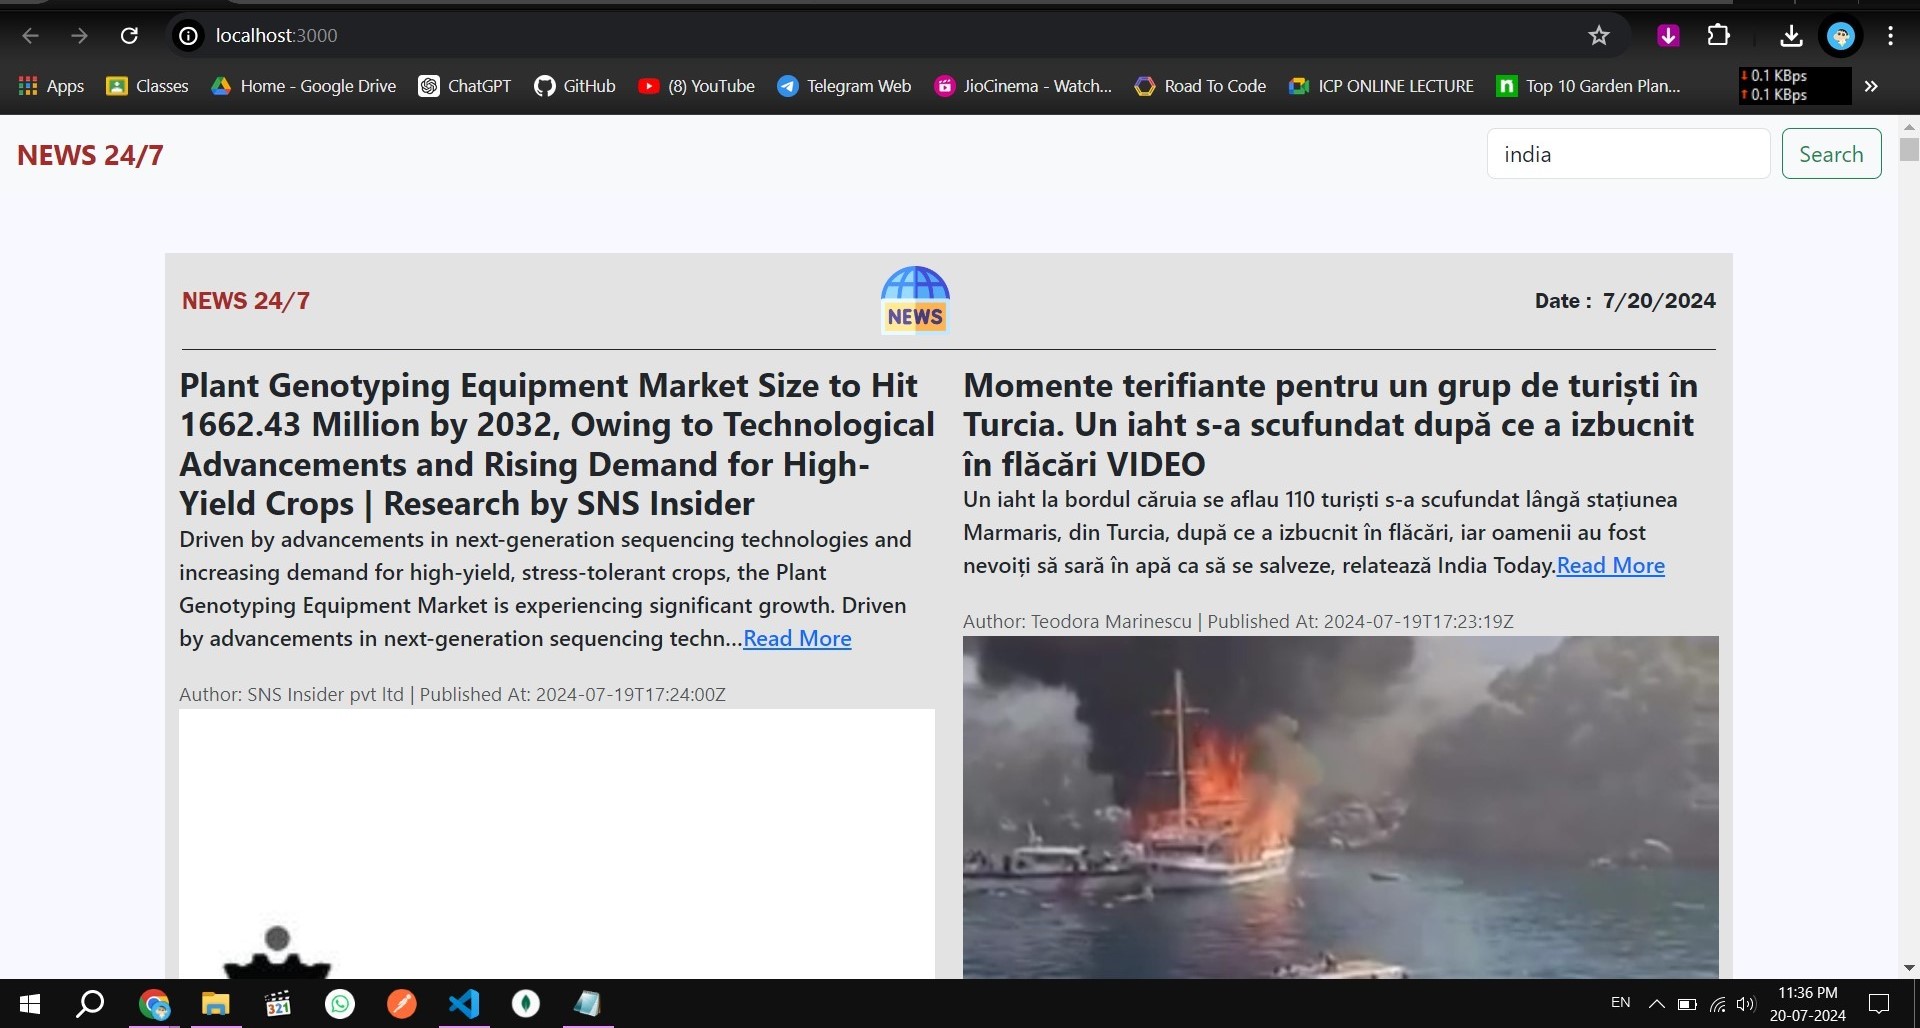 localhost:3000
Apps Classes Home - Google Drive ChatGPT GitHub (8) YouTube Telegram Web JioCinema - Watch... Road To Code ICP ONLINE LECTURE Top 10 Garden Plan... »
0.1 KBps
0.1 KBps
NEWS 24/7 india Search
NEWS 24/7 NEWS Date : 7/20/2024
Plant Genotyping Equipment Market Size to Hit
1662.43 Million by 2032, Owing to Technological
Advancements and Rising Demand for High-
Yield Crops | Research by SNS Insider
Driven by advancements in next-generation sequencing technologies and
increasing demand for high-yield, stress-tolerant crops, the Plant
Genotyping Equipment Market is experiencing significant growth. Driven
by advancements in next-generation sequencing techn...Read More
Author: SNS Insider pvt ltd | Published At: 2024-07-19T17:24:00Z
Momente terifiante pentru un grup de turiști în
Turcia. Un iaht s-a scufundat după ce a izbucnit
în flăcări VIDEO
Un iaht la bordul căruia se aflau 110 turiști s-a scufundat lângă stațiunea
Marmaris, din Turcia, după ce a izbucnit în flăcări, iar oamenii au fost
nevoiți să sară în apă ca să se salveze, relatează India Today.Read More
Author: Teodora Marinescu | Published At: 2024-07-19T17:23:19Z
321
EN
11:36 PM
20-07-2024